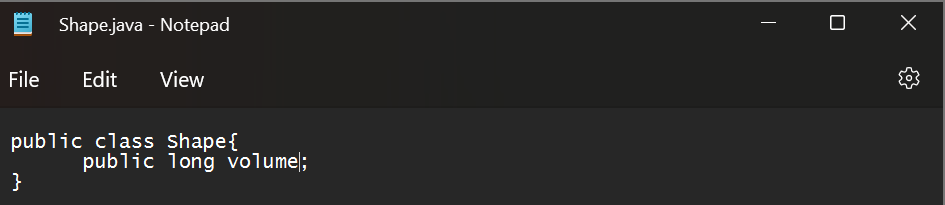 Shape.java - Notepad
File Edit View
public class Shape{
public long volume;
}